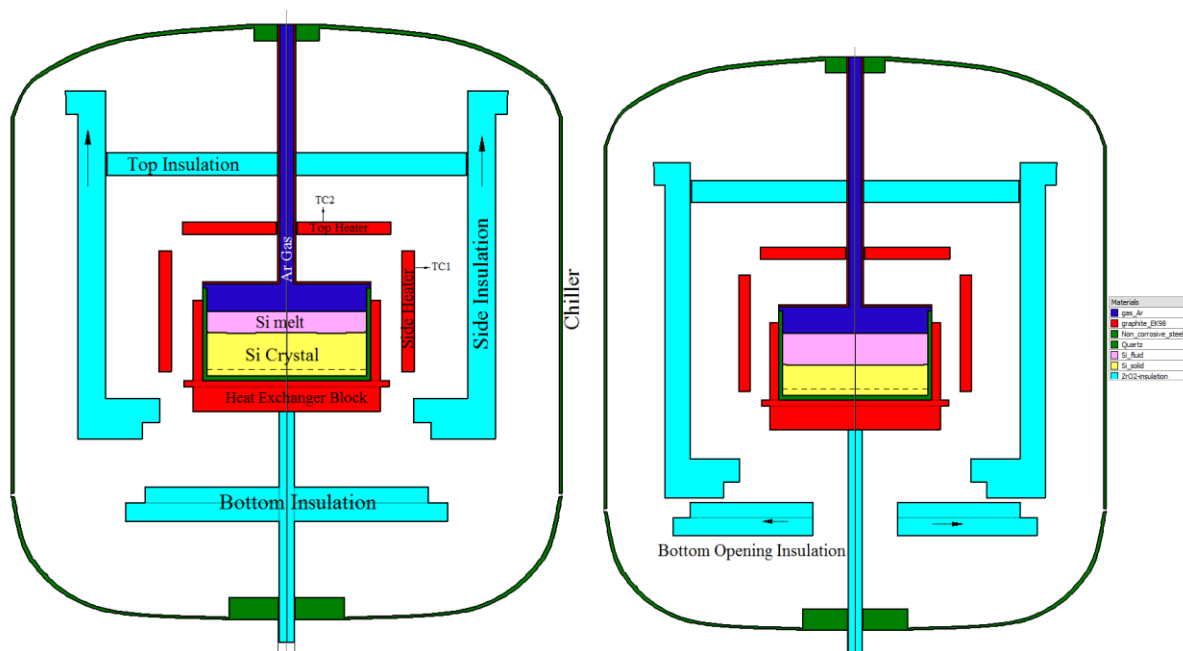 Top Insulation
TC2
Top Heater
Ar Gas
TC1
Side Heater
Side Insulation
Chiller
Si melt
Si Crystal
Heat Exchanger Block
Bottom Insulation
Bottom Opening Insulation
Materials
gas_Ar
graphite_EK98
Non_corrosive_steel
Quartz
Si_fluid
Si_solid
ZrO2-insulation